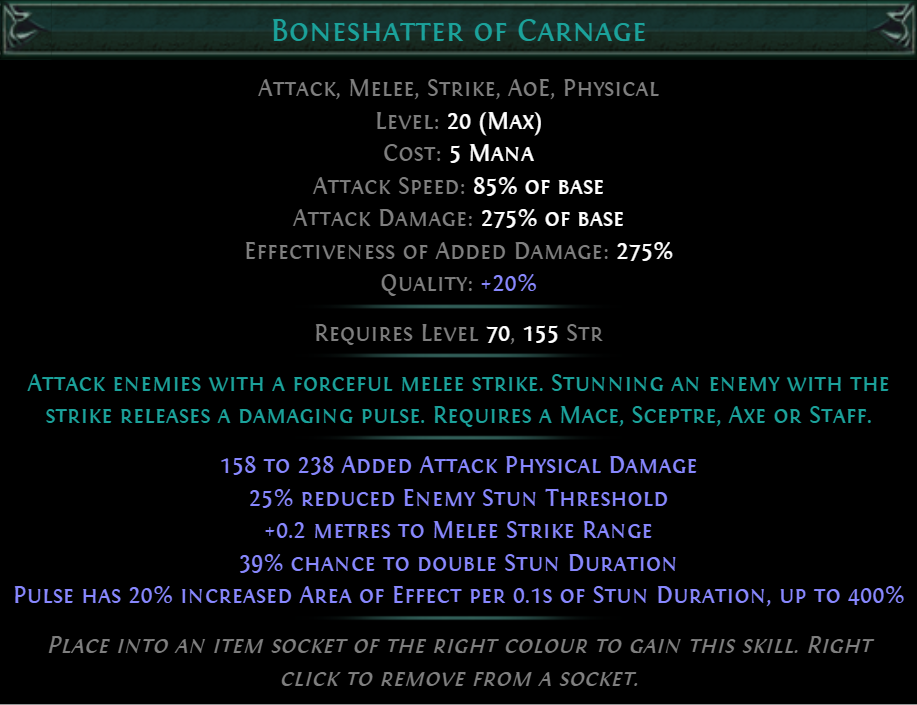 Boneshatter of Carnage
Attack, Melee, Strike, AoE, Physical
Level: 20 (Max)
Cost: 5 Mana
Attack Speed: 85% of base
Attack Damage: 275% of base
Effectiveness of Added Damage: 275%
Quality: +20%
Requires Level 70, 155 Str
Attack enemies with a forceful melee strike. Stunning an enemy with the
strike releases a damaging pulse. Requires a Mace, Sceptre, Axe or Staff.
158 to 238 Added Attack Physical Damage
25% reduced Enemy Stun Threshold
+0.2 metres to Melee Strike Range
39% chance to double Stun Duration
Pulse has 20% increased Area of Effect per 0.1s of Stun Duration, up to 400%
Place into an item socket of the right colour to gain this skill. Right
click to remove from a socket.